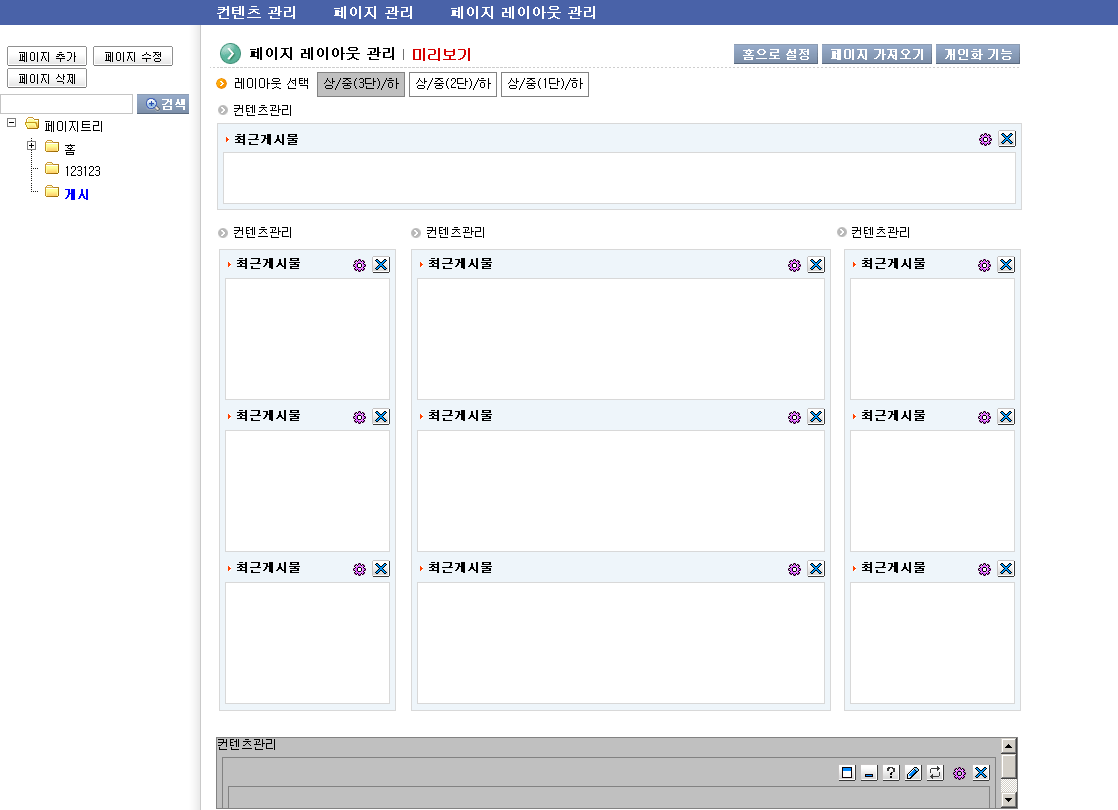 컨텐츠 관리 페이지 관리 페이지 레이아웃 관리
페이지 추가 페이지 수정
페이지 삭제
검색
페이지트리
홈
123123
게시
페이지 레이아웃 관리 | 미리보기
홈으로 설정 페이지 가져오기 개인화 기능
레이아웃 선택 상/중(3단)/하 상/중(2단)/하 상/중(1단)/하
컨텐츠관리
최근게시물
컨텐츠관리 컨텐츠관리 컨텐츠관리
최근게시물 최근게시물 최근게시물
최근게시물 최근게시물 최근게시물
최근게시물 최근게시물 최근게시물
컨텐츠관리